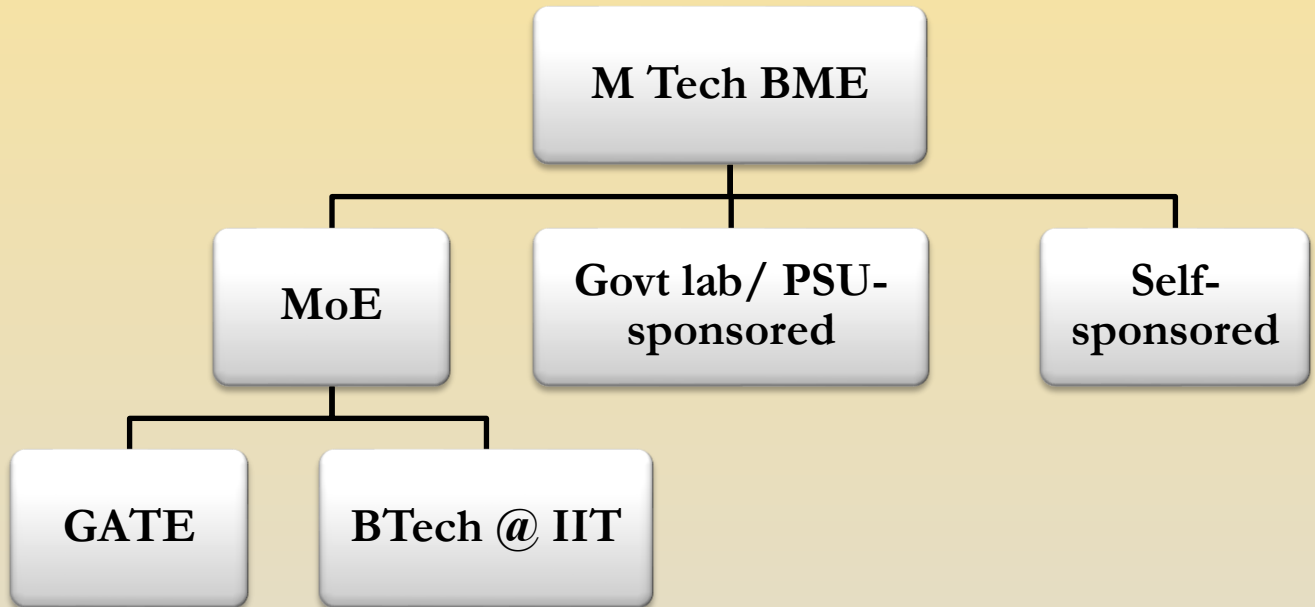 M Tech BME
MoE
Govt lab/ PSU-
sponsored
Self-
sponsored
GATE
BTech @ IIT